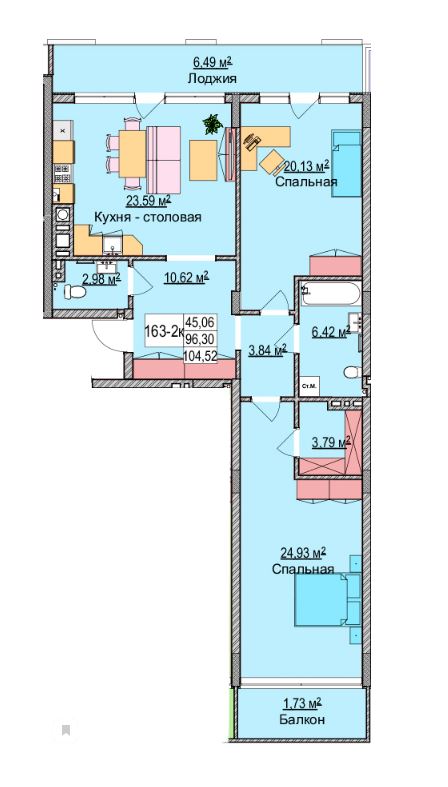 6,49 м²
Лоджия
23,59 м²
Кухня - столовая
20,13 м²
Спальная
2,98 м²
10,62 м²
163-2к
45,06
96,30
104,52
3,84 м²
6,42 м²
Ст.М.
3,79 м²
24,93 м²
Спальная
1,73 м²
Балкон